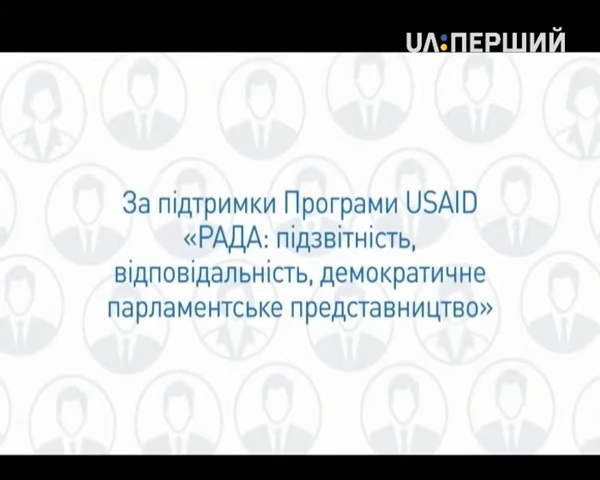 UA:ПЕРШИЙ
За підтримки Програми USAID
«РАДА: підзвітність,
відповідальність, демократичне
парламентське представництво»